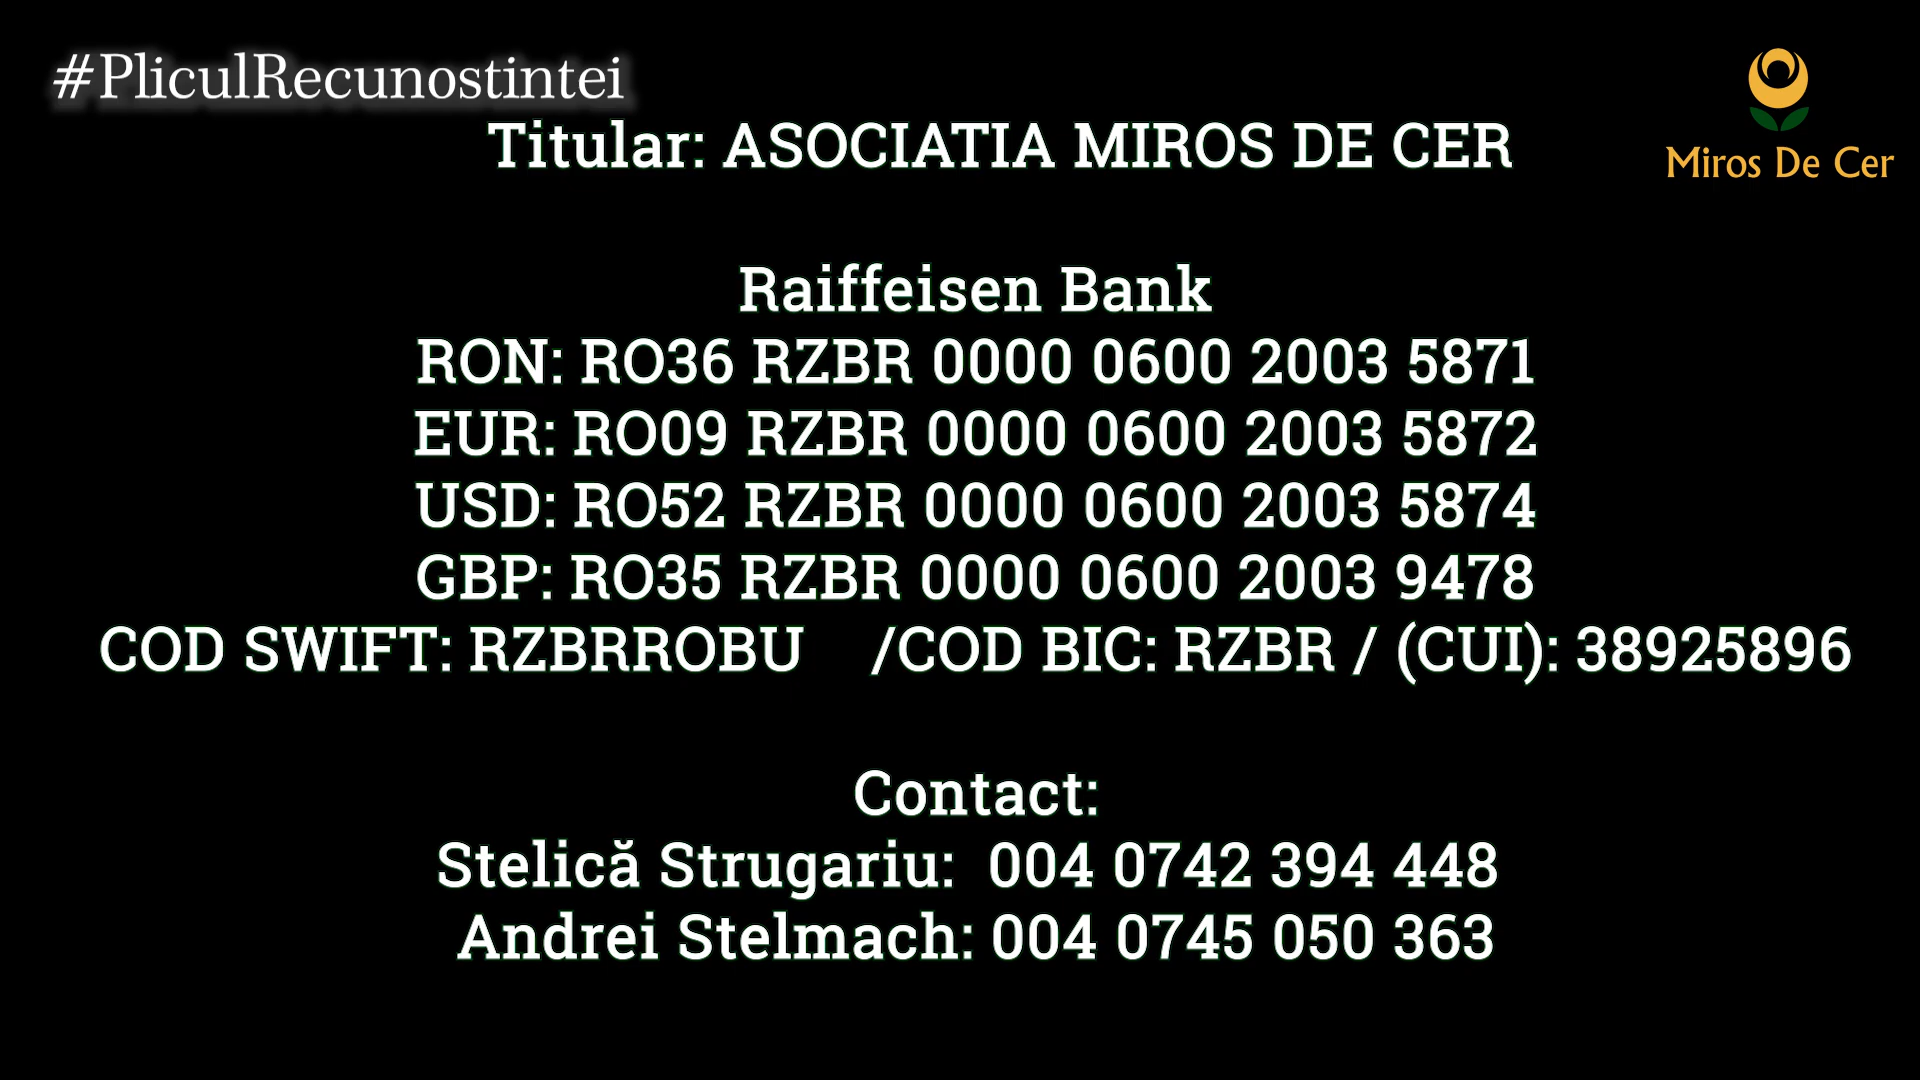 #PliculRecunostintei
Titular: ASOCIATIA MIROS DE CER
Miros De Cer
Raiffeisen Bank
RON: RO36 RZBR 0000 0600 2003 5871
EUR: RO09 RZBR 0000 0600 2003 5872
USD: RO52 RZBR 0000 0600 2003 5874
GBP: RO35 RZBR 0000 0600 2003 9478
COD SWIFT: RZBRROBU /COD BIC: RZBR / (CUI): 38925896
Contact:
Stelică Strugariu: 004 0742 394 448
Andrei Stelmach: 004 0745 050 363